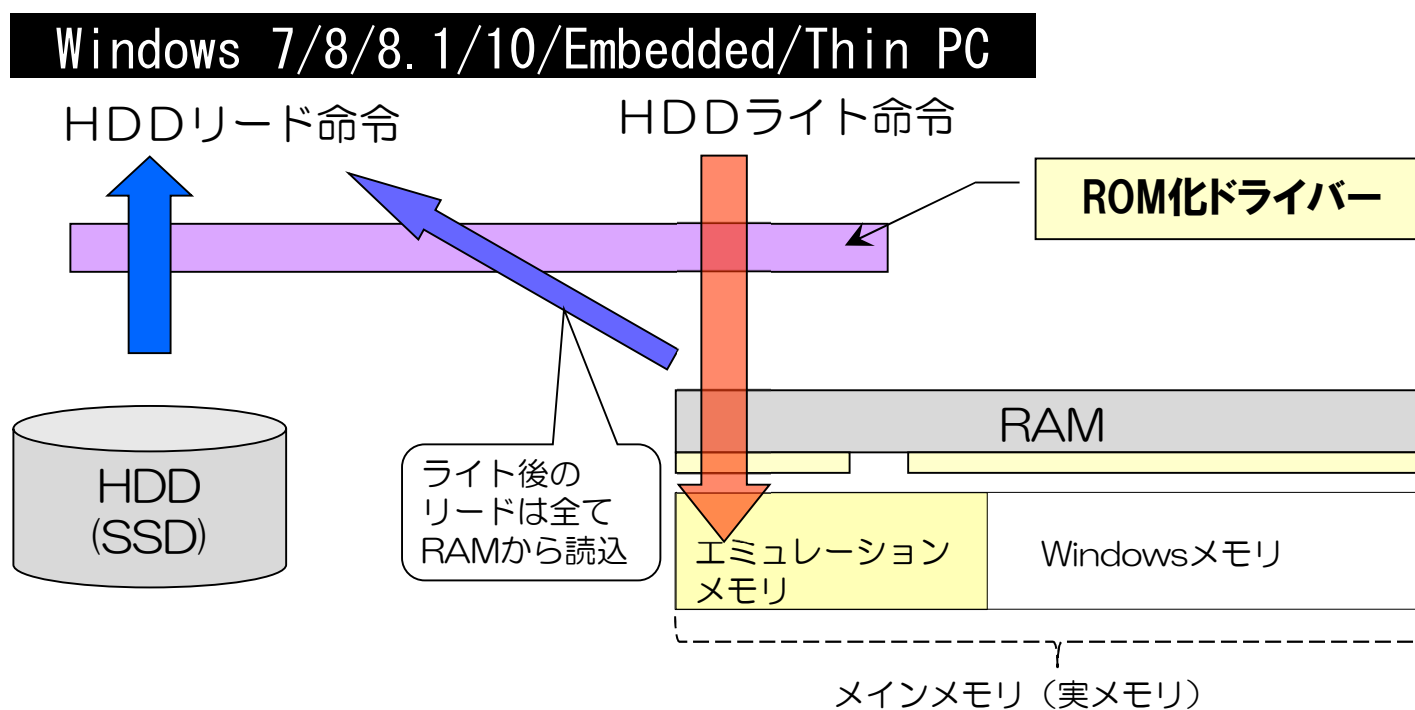 Windows 7/8/8.1/10/Embedded/Thin PC
HDDリード命令
HDDライト命令
ROM化ドライバー
RAM
HDD
(SSD)
ライト後の
リードは全て
RAMから読込
エミュレーション
メモリ
Windowsメモリ
メインメモリ（実メモリ）